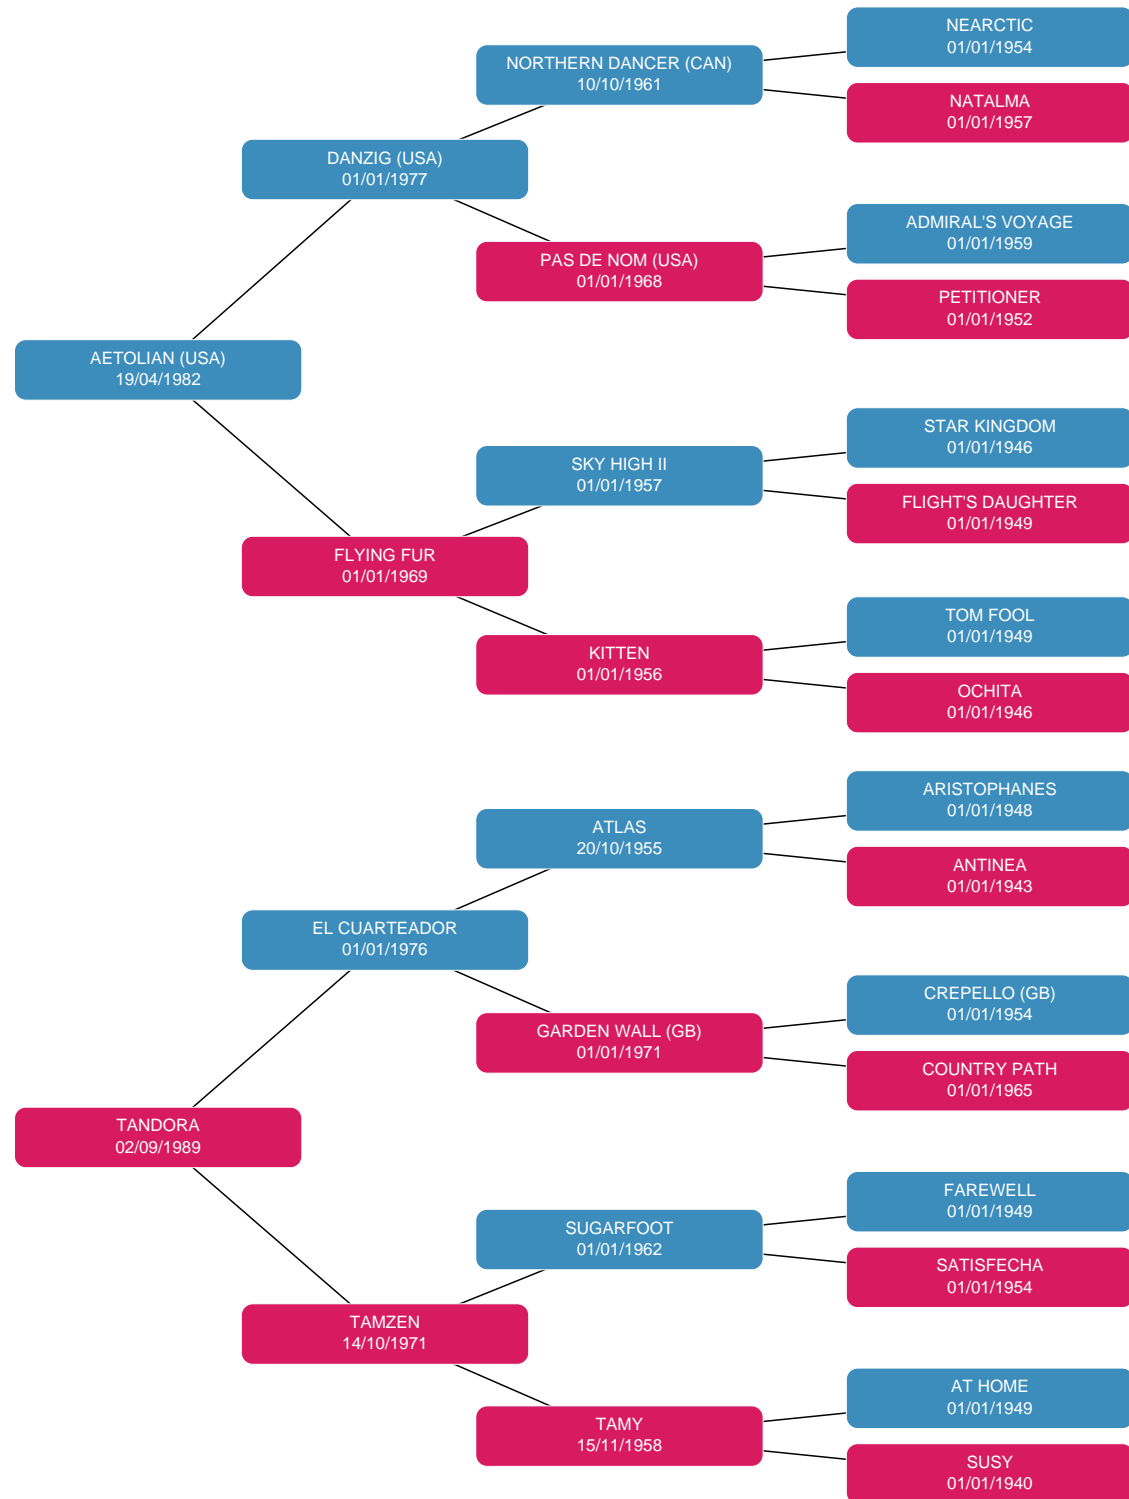 NEARCTIC
01/01/1954
NORTHERN DANCER (CAN)
10/10/1961
NATALMA
01/01/1957
DANZIG (USA)
01/01/1977
ADMIRAL'S VOYAGE
01/01/1959
PAS DE NOM (USA)
01/01/1968
PETITIONER
01/01/1952
AETOLIAN (USA)
19/04/1982
STAR KINGDOM
01/01/1946
SKY HIGH II
01/01/1957
FLIGHT'S DAUGHTER
01/01/1949
FLYING FUR
01/01/1969
TOM FOOL
01/01/1949
KITTEN
01/01/1956
OCHITA
01/01/1946
ARISTOPHANES
01/01/1948
ATLAS
20/10/1955
ANTINEA
01/01/1943
EL CUARTEADOR
01/01/1976
CREPELLO (GB)
01/01/1954
GARDEN WALL (GB)
01/01/1971
COUNTRY PATH
01/01/1965
TANDORA
02/09/1989
FAREWELL
01/01/1949
SUGARFOOT
01/01/1962
SATISFECHA
01/01/1954
TAMZEN
14/10/1971
AT HOME
01/01/1949
TAMY
15/11/1958
SUSY
01/01/1940